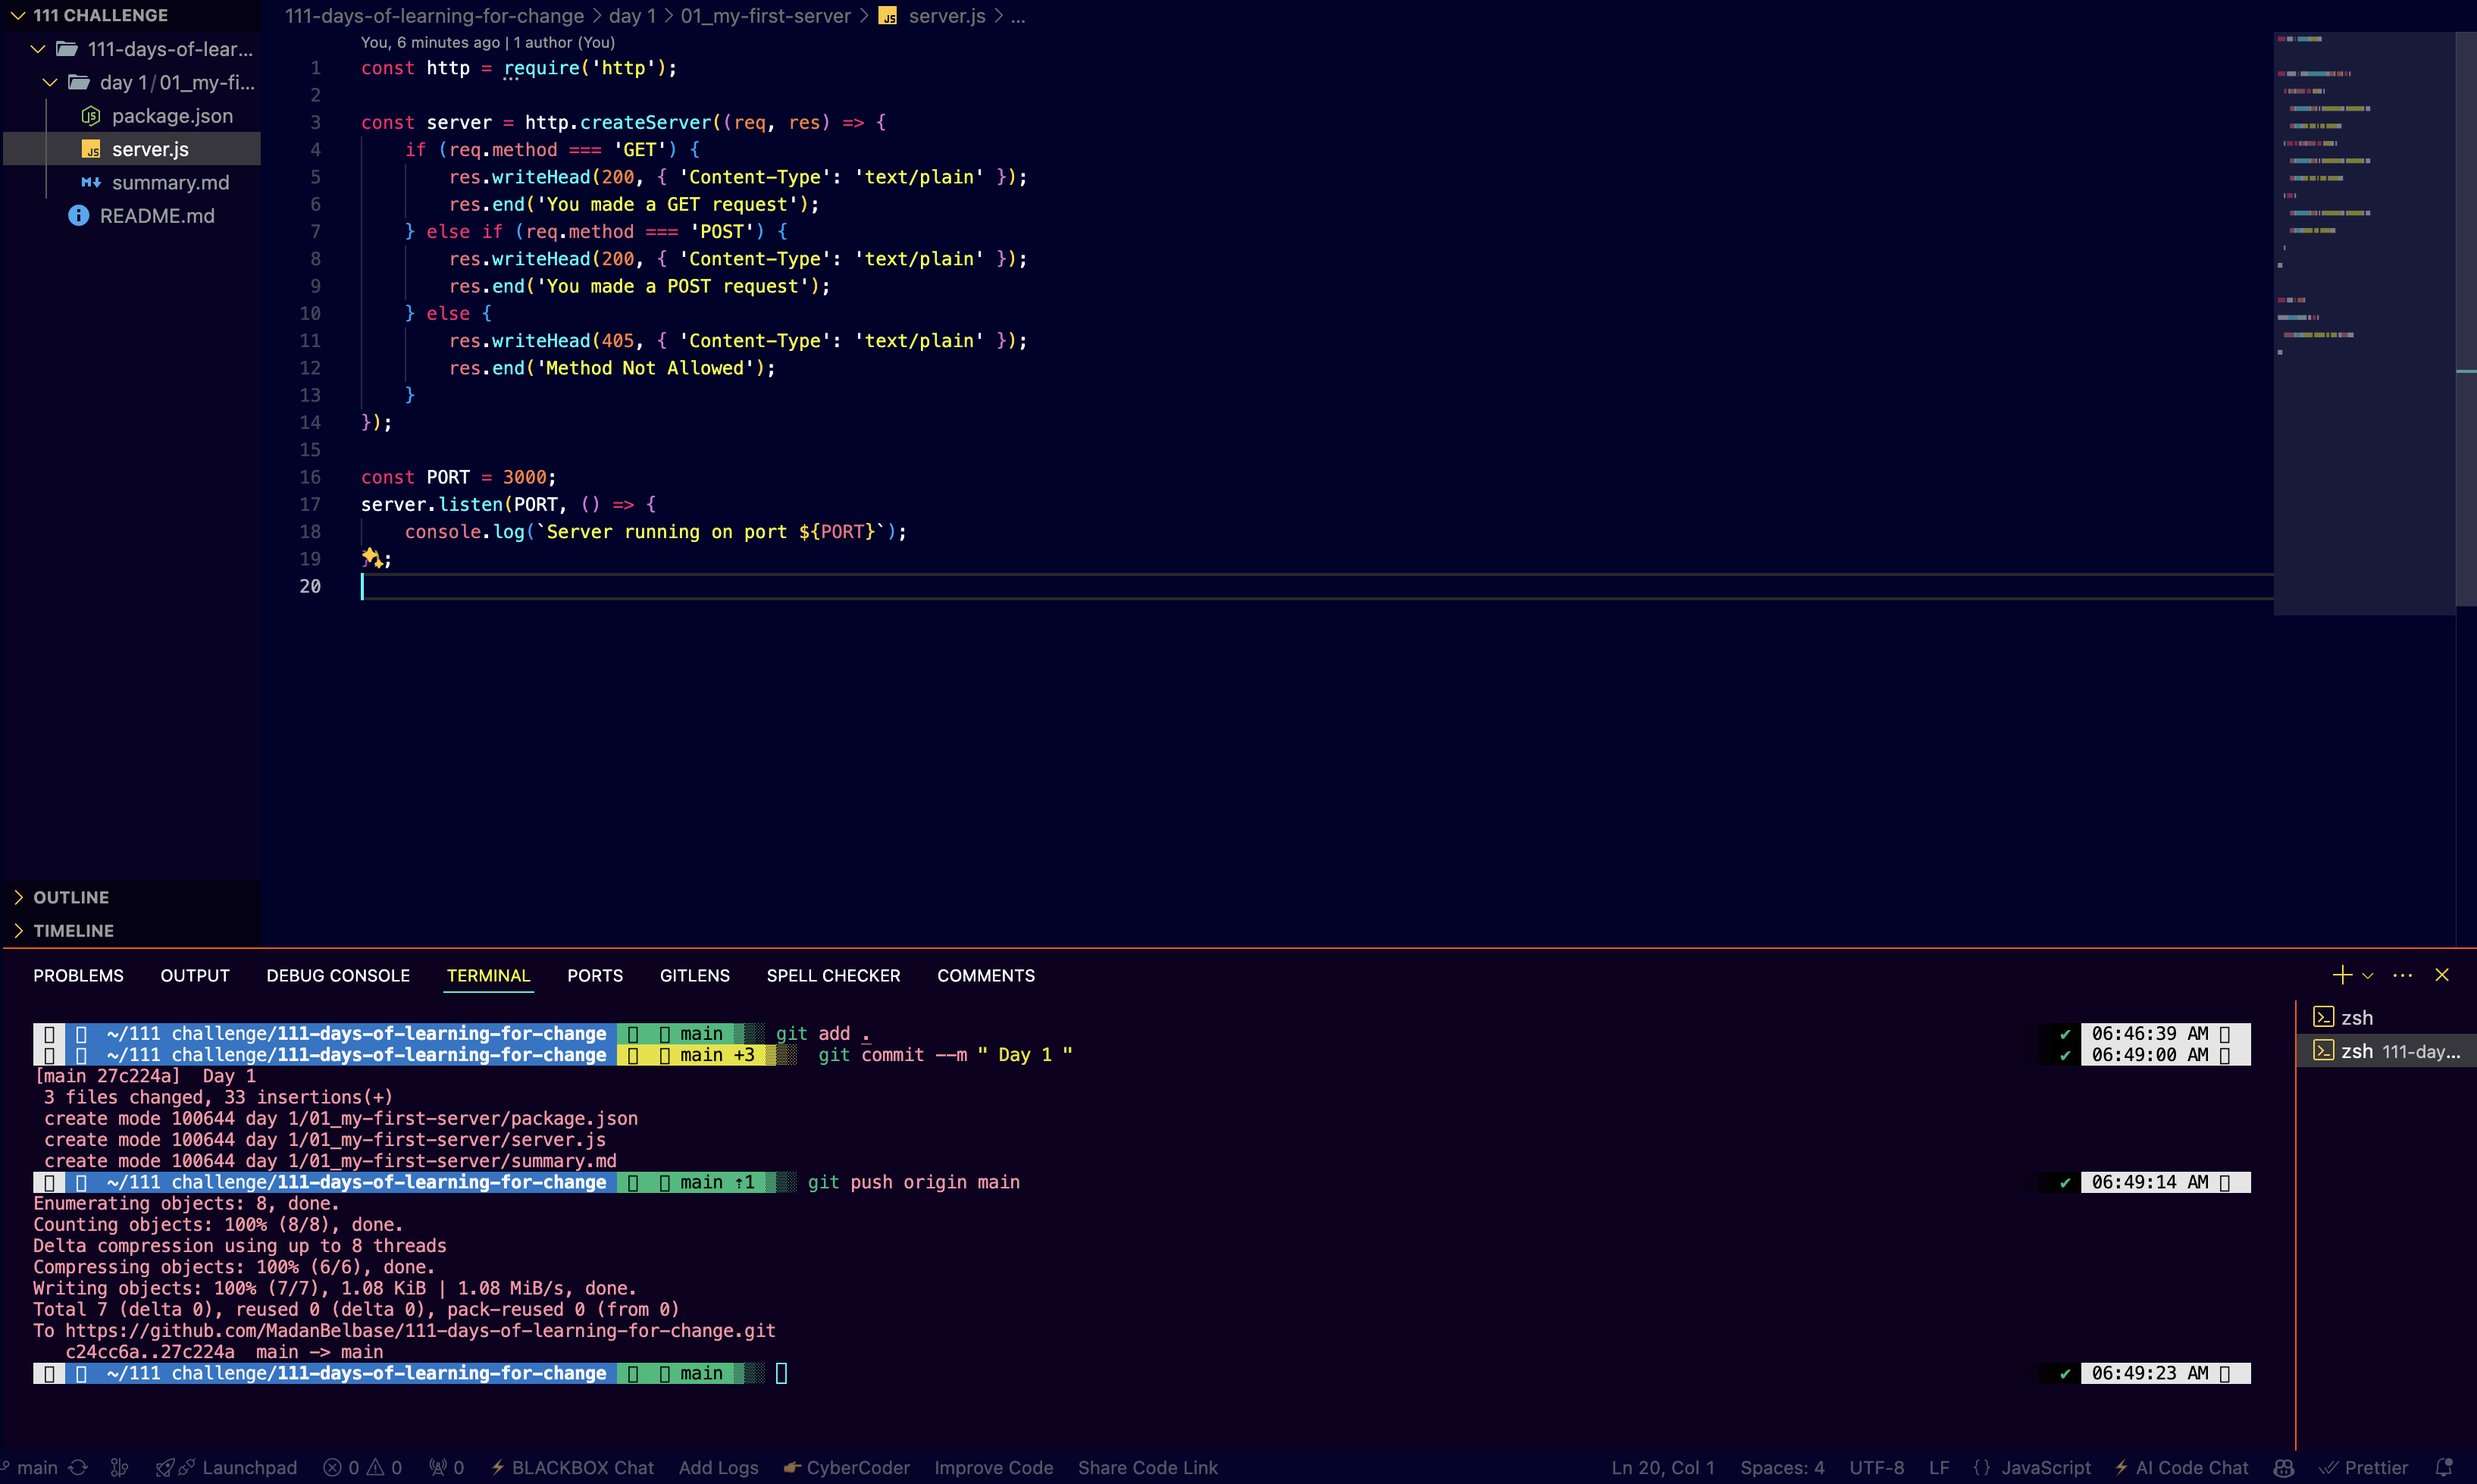 111 CHALLENGE
111-days-of-lear...
day 1/01_my-fi...
package.json
server.js
summary.md
README.md
OUTLINE
TIMELINE
111-days-of-learning-for-change > day 1 > 01_my-first-server > JS server.js > ...
You, 6 minutes ago | 1 author (You)
1 const http = require('http');
2
3 const server = http.createServer((req, res) => {
4 if (req.method === 'GET') {
5 res.writeHead(200, { 'Content-Type': 'text/plain' });
6 res.end('You made a GET request');
7 } else if (req.method === 'POST') {
8 res.writeHead(200, { 'Content-Type': 'text/plain' });
9 res.end('You made a POST request');
10 } else {
11 res.writeHead(405, { 'Content-Type': 'text/plain' });
12 res.end('Method Not Allowed');
13 }
14 });
15
16 const PORT = 3000;
17 server.listen(PORT, () => {
18 console.log(`Server running on port ${PORT}`);
19 ;
20
PROBLEMS OUTPUT DEBUG CONSOLE TERMINAL PORTS GITLENS SPELL CHECKER COMMENTS
~/111 challenge/111-days-of-learning-for-change main git add . ✔ 06:46:39 AM
~/111 challenge/111-days-of-learning-for-change main +3 git commit --m " Day 1 " ✔ 06:49:00 AM
[main 27c224a] Day 1
3 files changed, 33 insertions(+)
create mode 100644 day 1/01_my-first-server/package.json
create mode 100644 day 1/01_my-first-server/server.js
create mode 100644 day 1/01_my-first-server/summary.md
~/111 challenge/111-days-of-learning-for-change main ⇡1 git push origin main ✔ 06:49:14 AM
Enumerating objects: 8, done.
Counting objects: 100% (8/8), done.
Delta compression using up to 8 threads
Compressing objects: 100% (6/6), done.
Writing objects: 100% (7/7), 1.08 KiB | 1.08 MiB/s, done.
Total 7 (delta 0), reused 0 (delta 0), pack-reused 0 (from 0)
To https://github.com/MadanBelbase/111-days-of-learning-for-change.git
c24cc6a..27c224a main -> main
~/111 challenge/111-days-of-learning-for-change main ✔ 06:49:23 AM
zsh
zsh 111-day...
main Launchpad 0 0 0 BLACKBOX Chat Add Logs CyberCoder Improve Code Share Code Link Ln 20, Col 1 Spaces: 4 UTF-8 LF {} JavaScript AI Code Chat Prettier